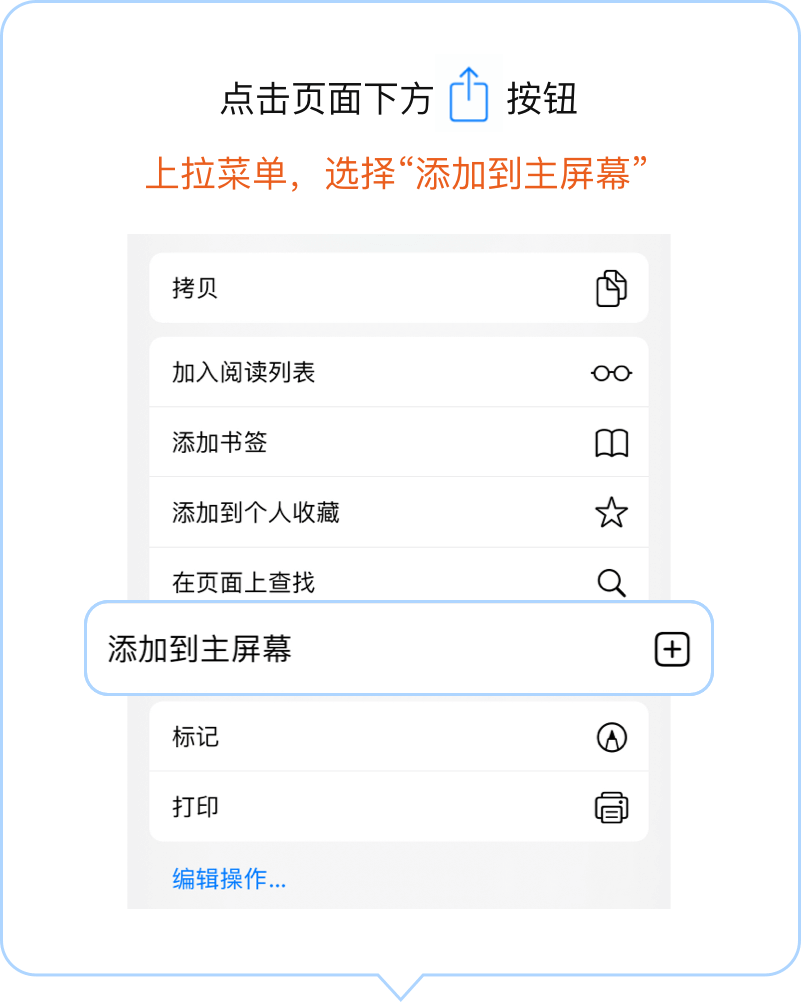 点击页面下方 按钮
上拉菜单，选择“添加到主屏幕”
拷贝
加入阅读列表
添加书签
添加到个人收藏
在页面上查找
添加到主屏幕
标记
打印
编辑操作...